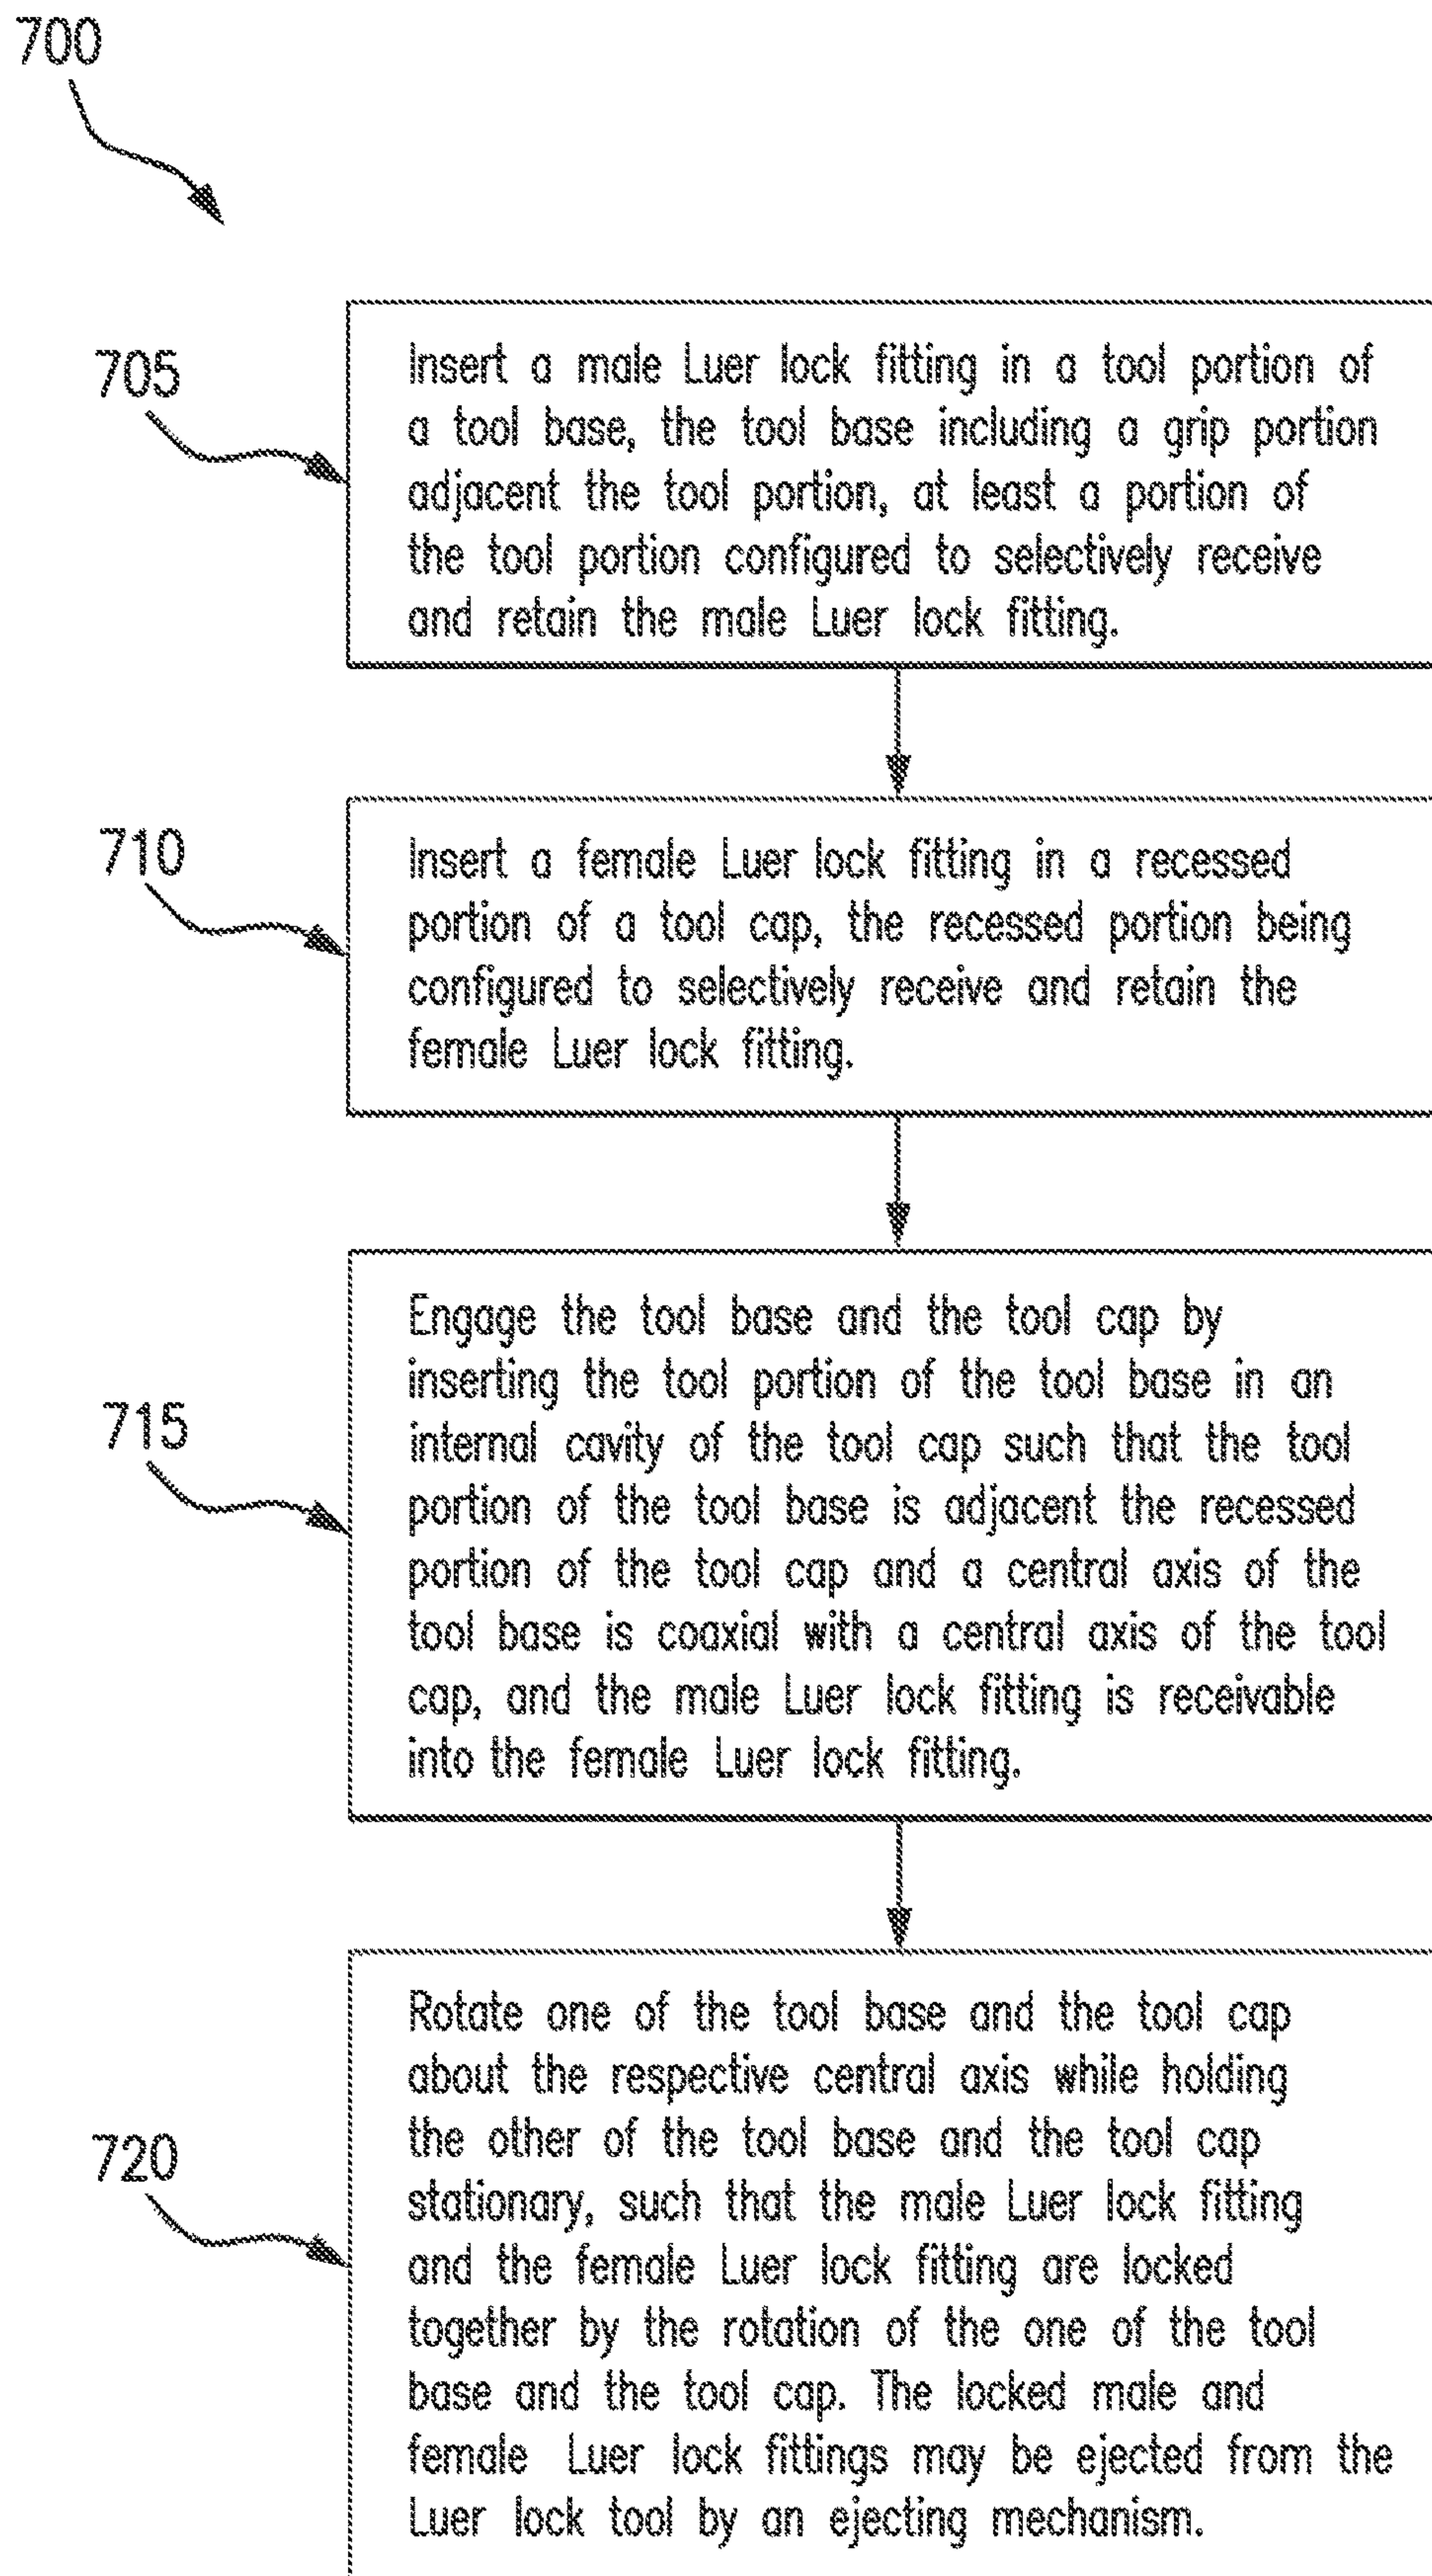 700
705
Insert a male Luer lock fitting in a tool portion of
a tool base, the tool base including a grip portion
adjacent the tool portion, at least a portion of
the tool portion configured to selectively receive
and retain the male Luer lock fitting.
710
Insert a female Luer lock fitting in a recessed
portion of a tool cap, the recessed portion being
configured to selectively receive and retain the
female Luer lock fitting.
715
Engage the tool base and the tool cap by
inserting the tool portion of the tool base in an
internal cavity of the tool cap such that the tool
portion of the tool base is adjacent the recessed
portion of the tool cap and a central axis of the
tool base is coaxial with a central axis of the tool
cap, and the male Luer lock fitting is receivable
into the female Luer lock fitting.
720
Rotate one of the tool base and the tool cap
about the respective central axis while holding
the other of the tool base and the tool cap
stationary, such that the male Luer lock fitting
and the female Luer lock fitting are locked
together by the rotation of the one of the tool
base and the tool cap. The locked male and
female Luer lock fittings may be ejected from the
Luer lock tool by an ejecting mechanism.